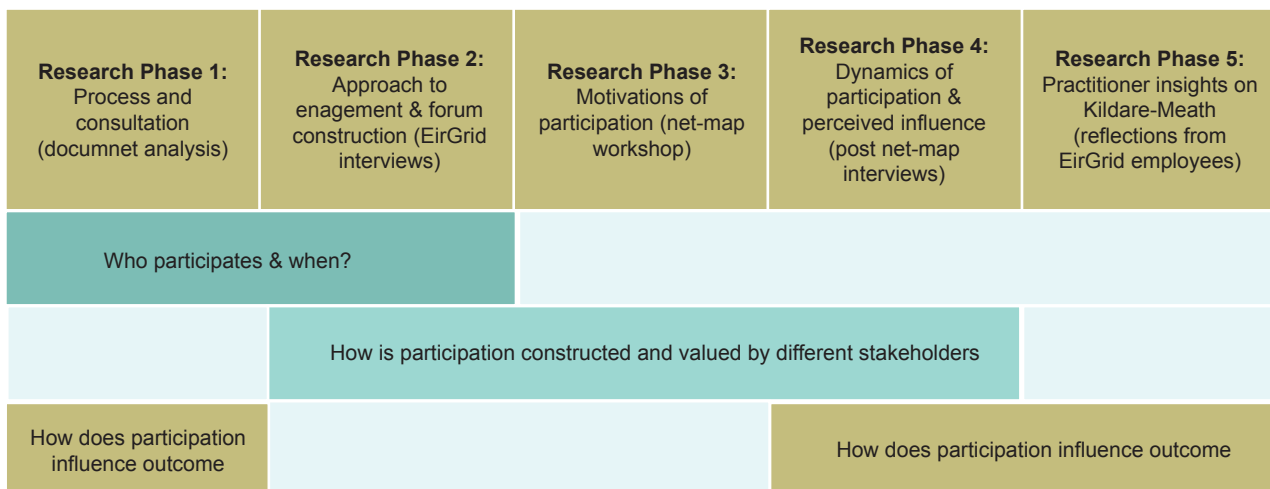 Research Phase 1:
Process and
consultation
(documnet analysis)
Research Phase 2:
Approach to
enagement & forum
construction (EirGrid
interviews)
Research Phase 3:
Motivations of
participation (net-map
workshop)
Research Phase 4:
Dynamics of
participation &
perceived influence
(post net-map
interviews)
Research Phase 5:
Practitioner insights on
Kildare-Meath
(reflections from
EirGrid employees)
Who participates & when?
How is participation constructed and valued by different stakeholders
How does participation
influence outcome
How does participation influence outcome